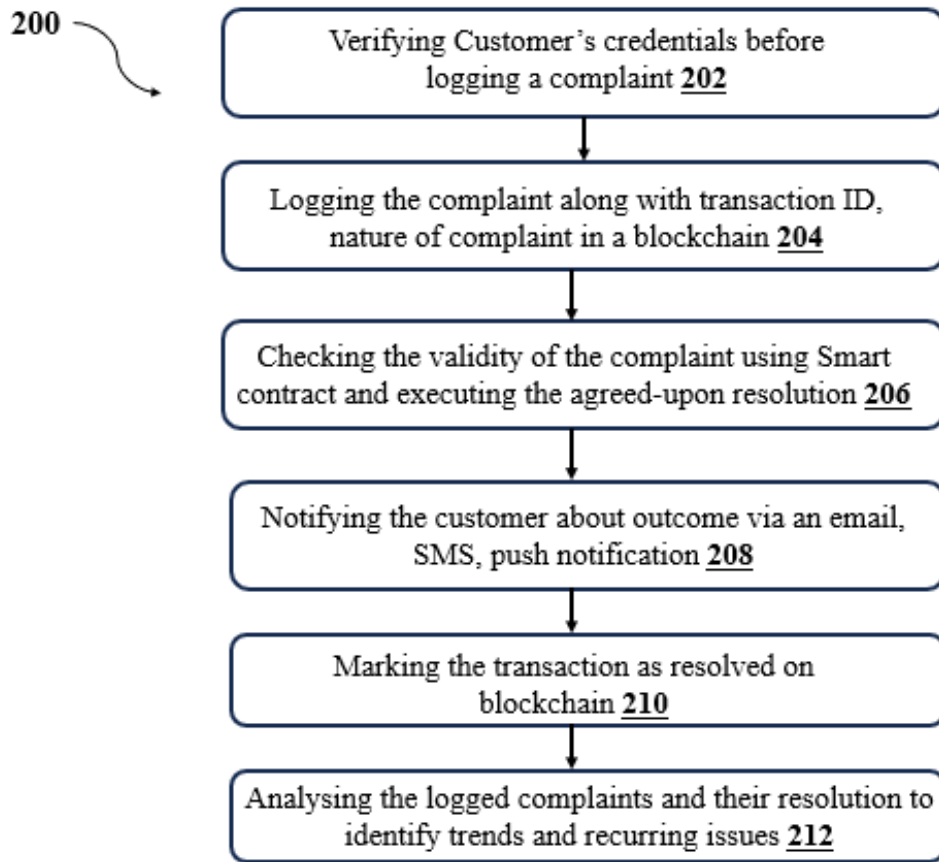 200
Verifying Customer’s credentials before
logging a complaint 202
Logging the complaint along with transaction ID,
nature of complaint in a blockchain 204
Checking the validity of the complaint using Smart
contract and executing the agreed-upon resolution 206
Notifying the customer about outcome via an email,
SMS, push notification 208
Marking the transaction as resolved on
blockchain 210
Analysing the logged complaints and their resolution to
identify trends and recurring issues 212